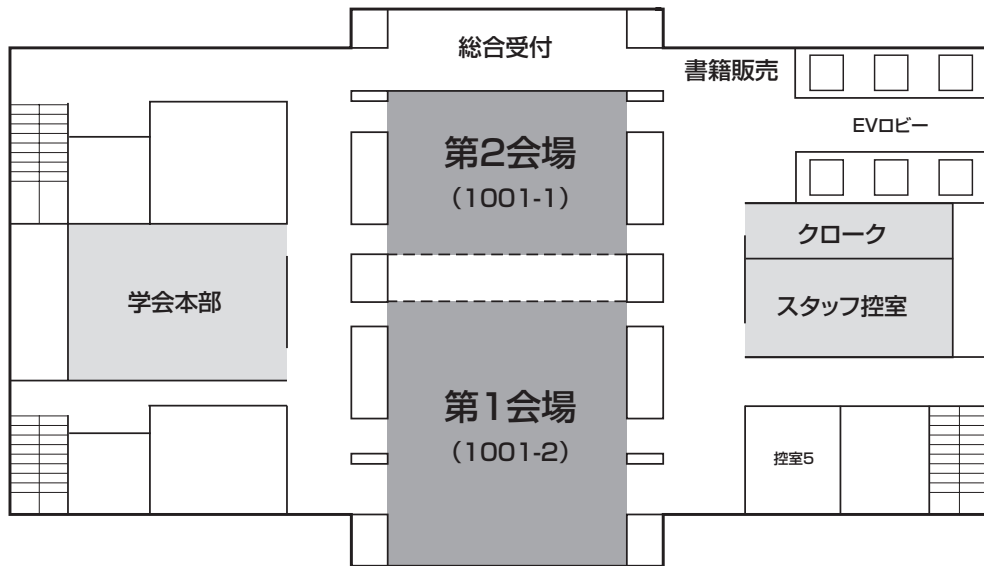 総合受付
書籍販売
EVロビー
第2会場
(1001-1)
クローク
学会本部
スタッフ控室
第1会場
(1001-2)
控室5